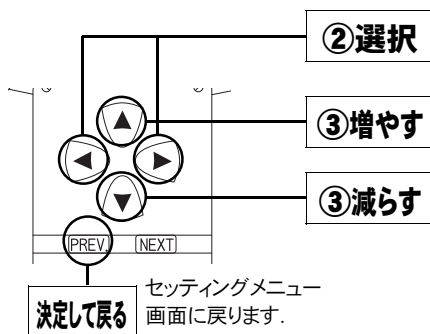 ②選択
③増やす
③減らす
PREV. NEXT
決定して戻る
セッティングメニュー
画面に戻ります.